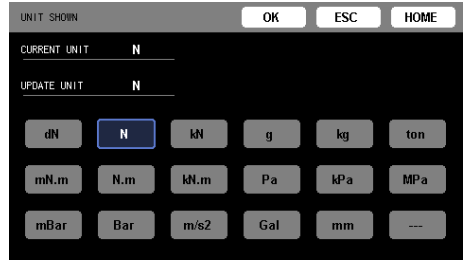 UNIT SHOWN OK ESC HOME
CURRENT UNIT N
UPDATE UNIT N
dN N kN g kg ton
mN.m N.m kN.m Pa kPa MPa
mBar Bar m/s2 Gal mm ---